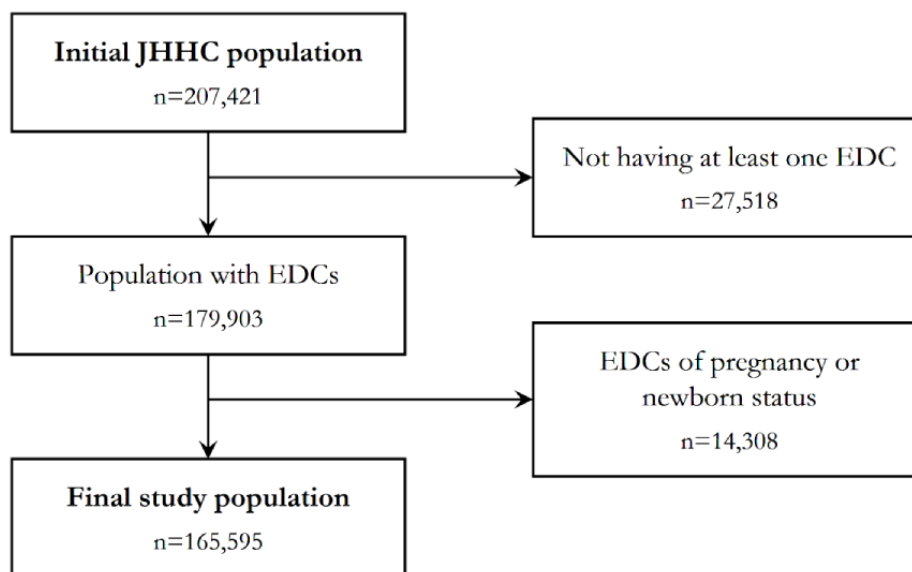 Initial JHHC population
n=207,421
Not having at least one EDC
n=27,518
Population with EDCs
n=179,903
EDCs of pregnancy or
newborn status
n=14,308
Final study population
n=165,595